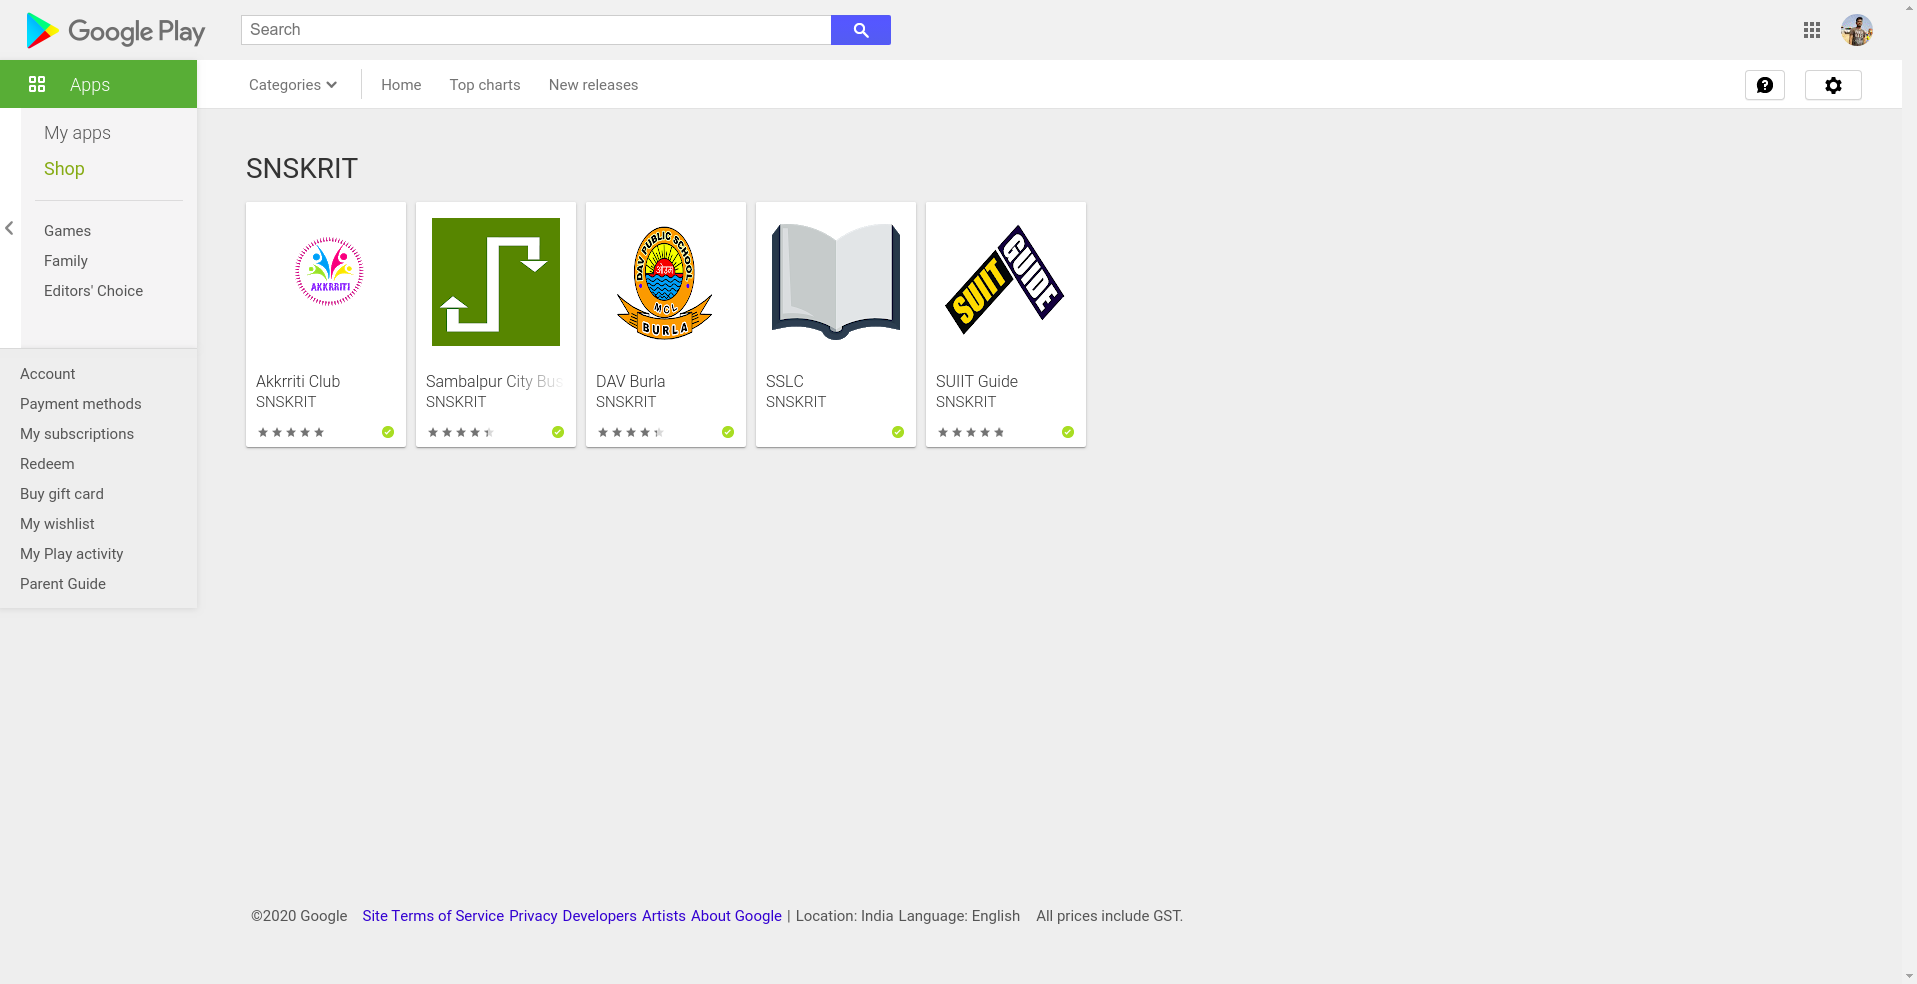 Google Play
Search
Apps
Categories
Home
Top charts
New releases
My apps
Shop
Games
Family
Editors' Choice
Account
Payment methods
My subscriptions
Redeem
Buy gift card
My wishlist
My Play activity
Parent Guide
SNSKRIT
AKKRRITI
Akkrriti Club
SNSKRIT
Sambalpur City Bus
SNSKRIT
DAV PUBLIC SCHOOL
ओ३म्
MCL
BURLA
DAV Burla
SNSKRIT
SSLC
SNSKRIT
SUIIT
GUIDE
SUIIT Guide
SNSKRIT
©2020 Google Site Terms of Service Privacy Developers Artists About Google | Location: India Language: English All prices include GST.